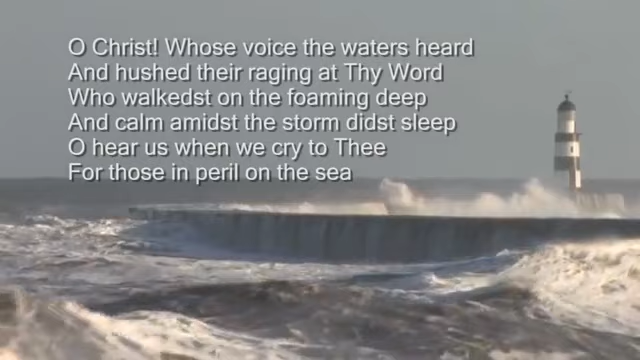 O Christ! Whose voice the waters heard
And hushed their raging at Thy Word
Who walkedst on the foaming deep
And calm amidst the storm didst sleep
O hear us when we cry to Thee
For those in peril on the sea